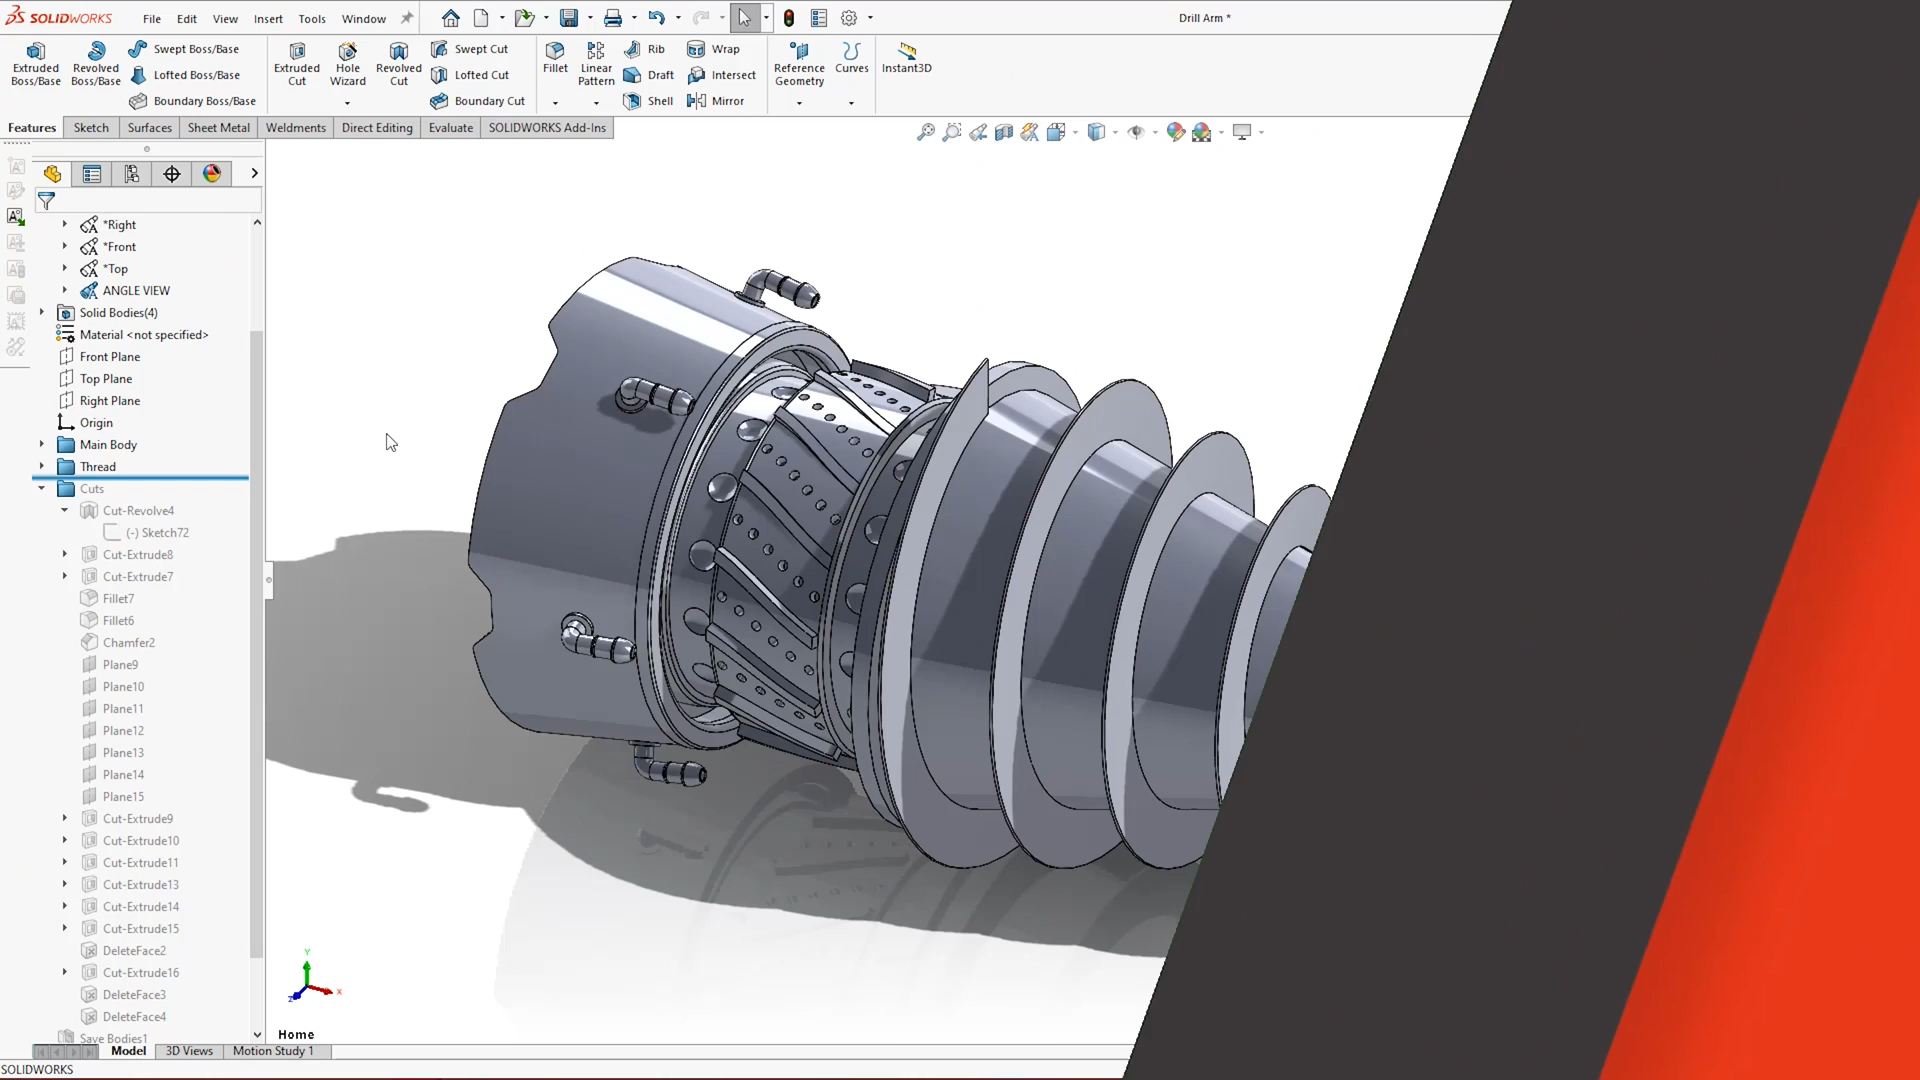 SOLIDWORKS File Edit View Insert Tools Window Drill Arm *
Extruded Boss/Base
Revolved Boss/Base
Swept Boss/Base
Lofted Boss/Base
Boundary Boss/Base
Extruded Cut
Hole Wizard
Revolved Cut
Swept Cut
Lofted Cut
Boundary Cut
Fillet
Linear Pattern
Rib
Draft
Shell
Wrap
Intersect
Mirror
Reference Geometry
Curves
Instant3D
Features Sketch Surfaces Sheet Metal Weldments Direct Editing Evaluate SOLIDWORKS Add-Ins
*Right
*Front
*Top
ANGLE VIEW
Solid Bodies(4)
Material <not specified>
Front Plane
Top Plane
Right Plane
Origin
Main Body
Thread
Cuts
Cut-Revolve4
(-) Sketch72
Cut-Extrude8
Cut-Extrude7
Fillet7
Fillet6
Chamfer2
Plane9
Plane10
Plane11
Plane12
Plane13
Plane14
Plane15
Cut-Extrude9
Cut-Extrude10
Cut-Extrude11
Cut-Extrude13
Cut-Extrude14
Cut-Extrude15
DeleteFace2
Cut-Extrude16
DeleteFace3
DeleteFace4
Save Bodies1
Y
X
Z
Home
Model 3D Views Motion Study 1
SOLIDWORKS